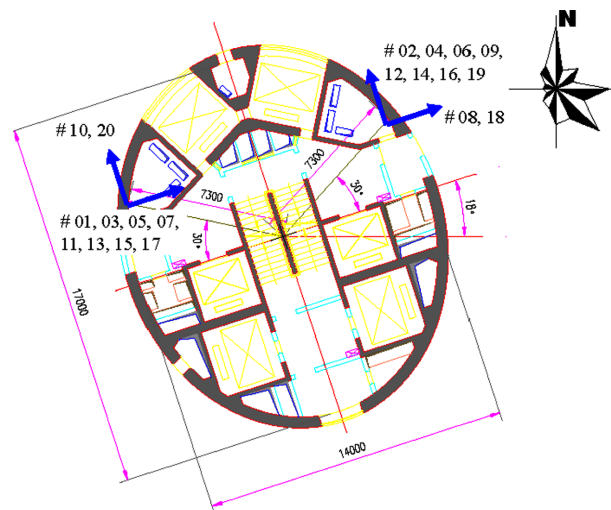 N
# 02, 04, 06, 09,
12, 14, 16, 19
# 08, 18
# 10, 20
7300
7300
# 01, 03, 05, 07,
11, 13, 15, 17
30°
30°
18°
17000
14000